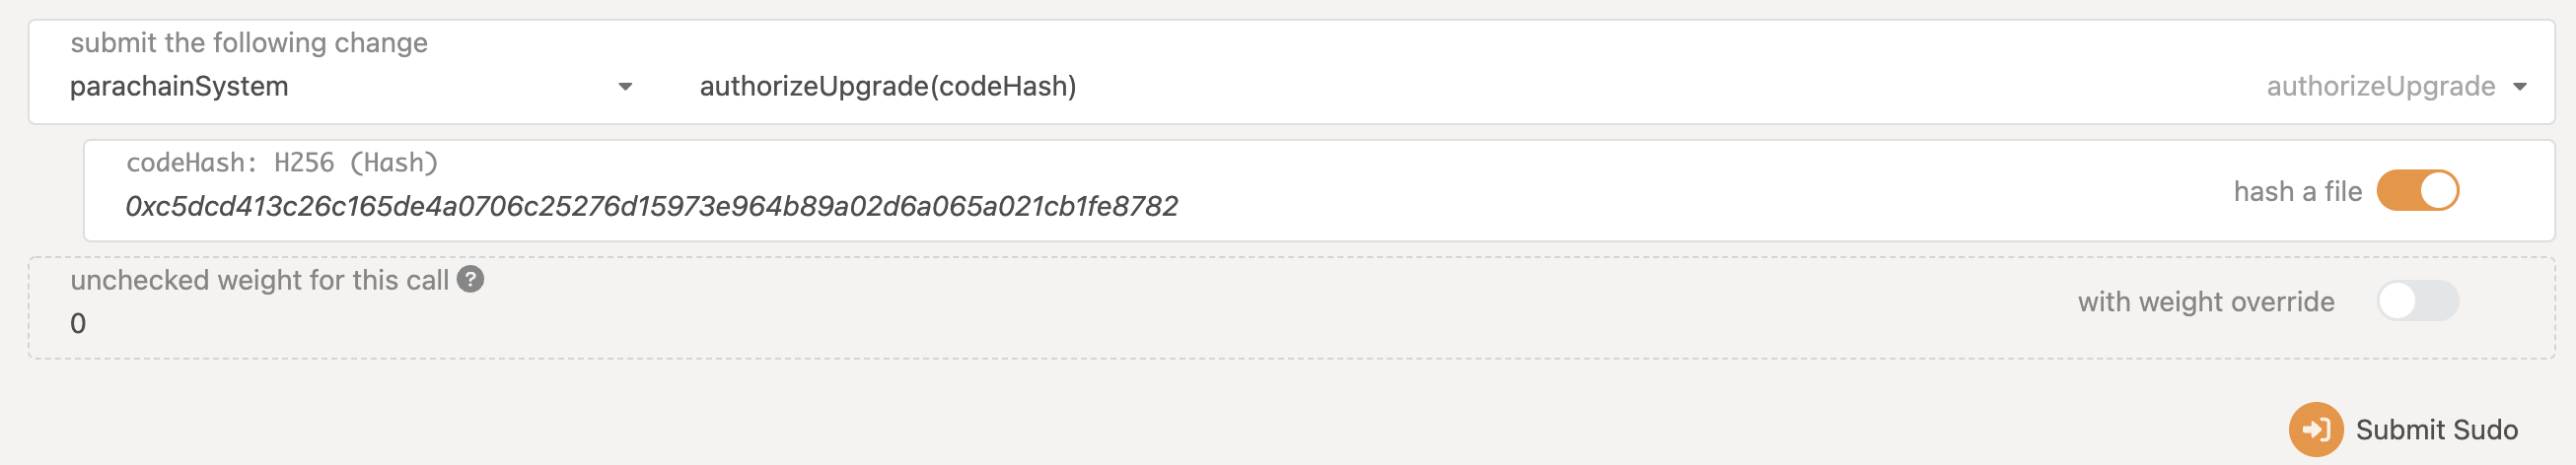 submit the following change
parachainSystem authorizeUpgrade(codeHash) authorizeUpgrade
codeHash: H256 (Hash)
0xc5dcd413c26c165de4a0706c25276d15973e964b89a02d6a065a021cb1fe8782 hash a file
unchecked weight for this call ?
0 with weight override
Submit Sudo